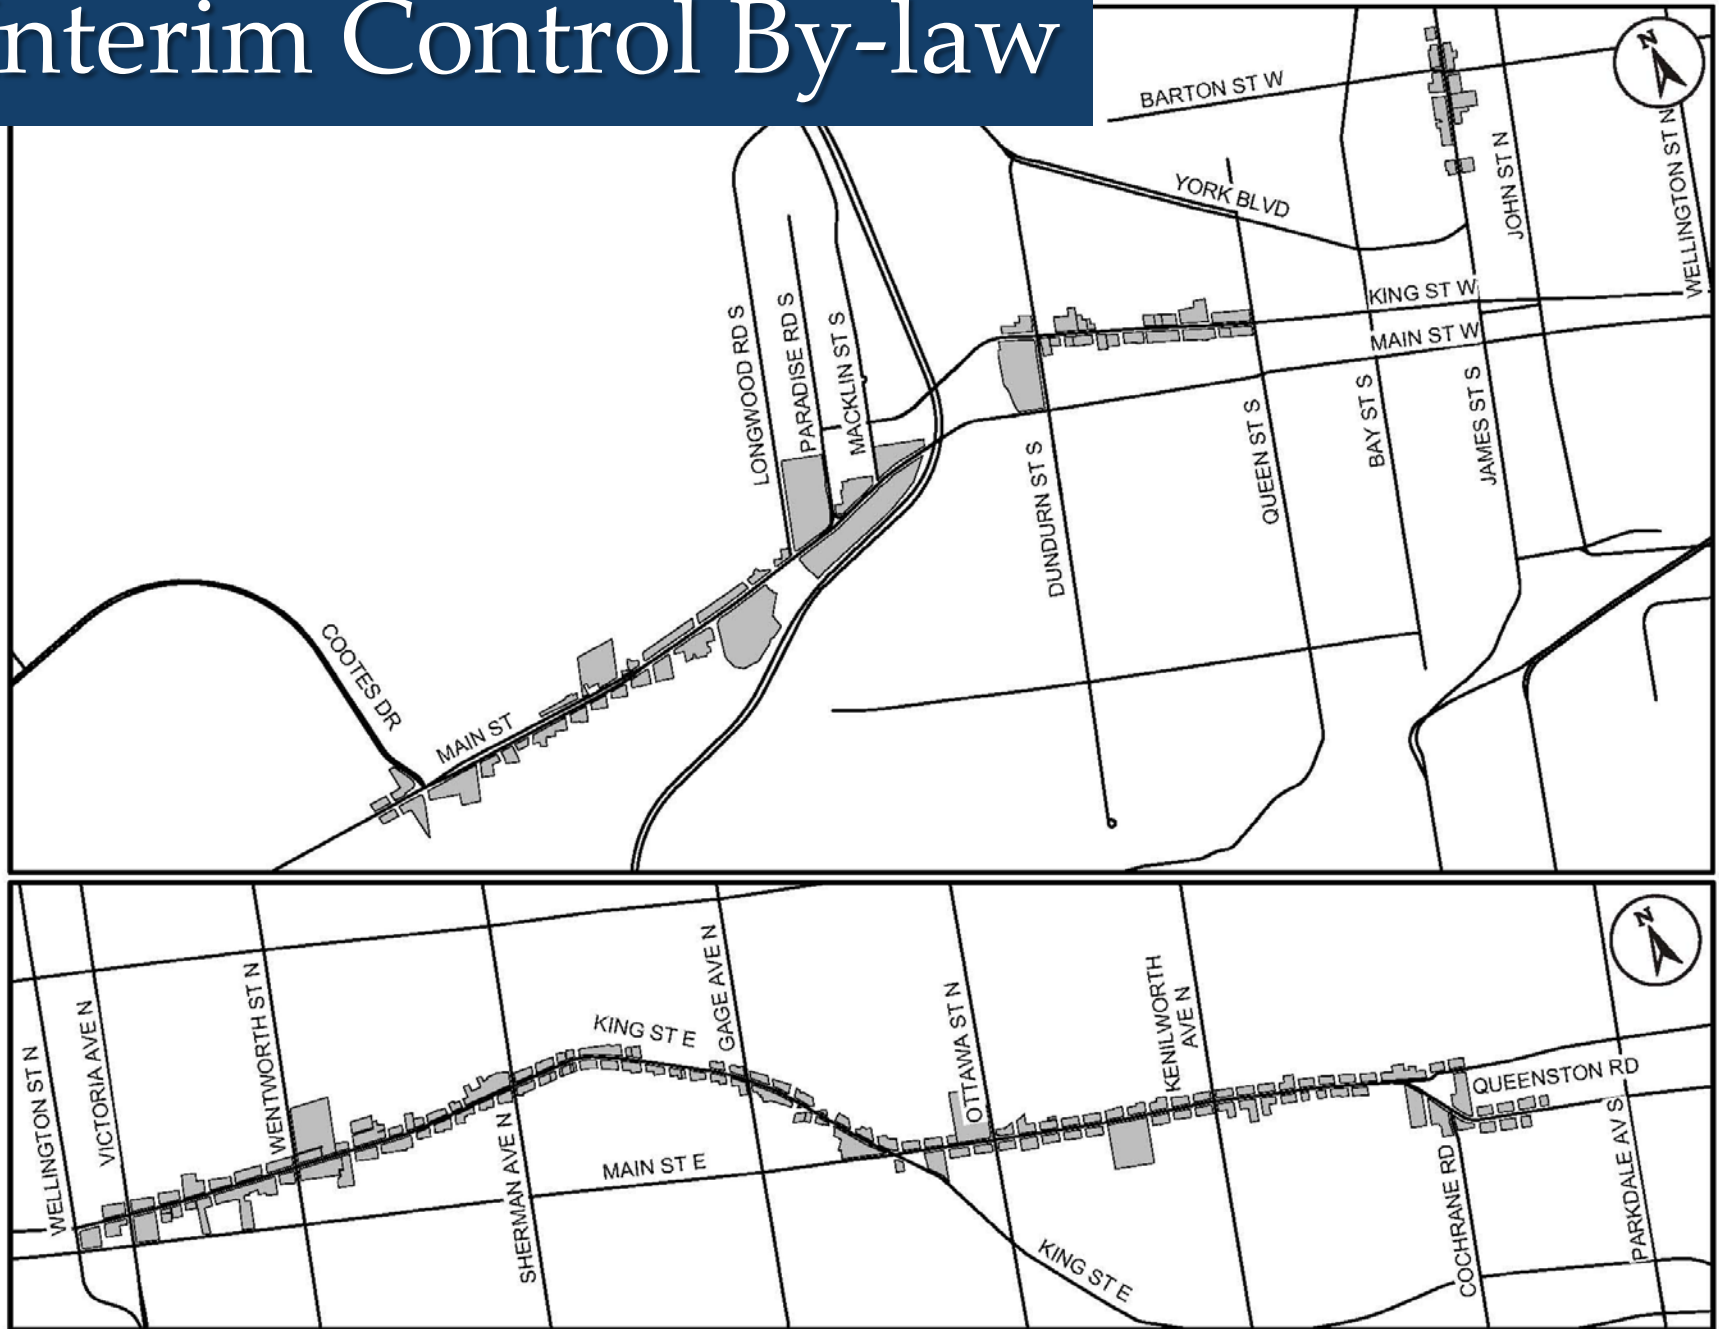 nterim Control By-law
N
BARTON ST W
YORK BLVD
JOHN ST N
WELLINGTON ST N
KING ST W
MAIN ST W
LONGWOOD RD S
PARADISE RD S
MACKLIN ST S
DUNDURN ST S
QUEEN ST S
BAY ST S
JAMES ST S
COOTES DR
MAIN ST
N
WELLINGTON ST N
VICTORIA AVE N
WENTWORTH ST N
KING ST E
GAGE AVE N
OTTAWA ST N
KENILWORTH
AVE N
QUEENSTON RD
MAIN ST E
SHERMAN AVE N
KING ST E
COCHRANE RD
PARKDALE AV S